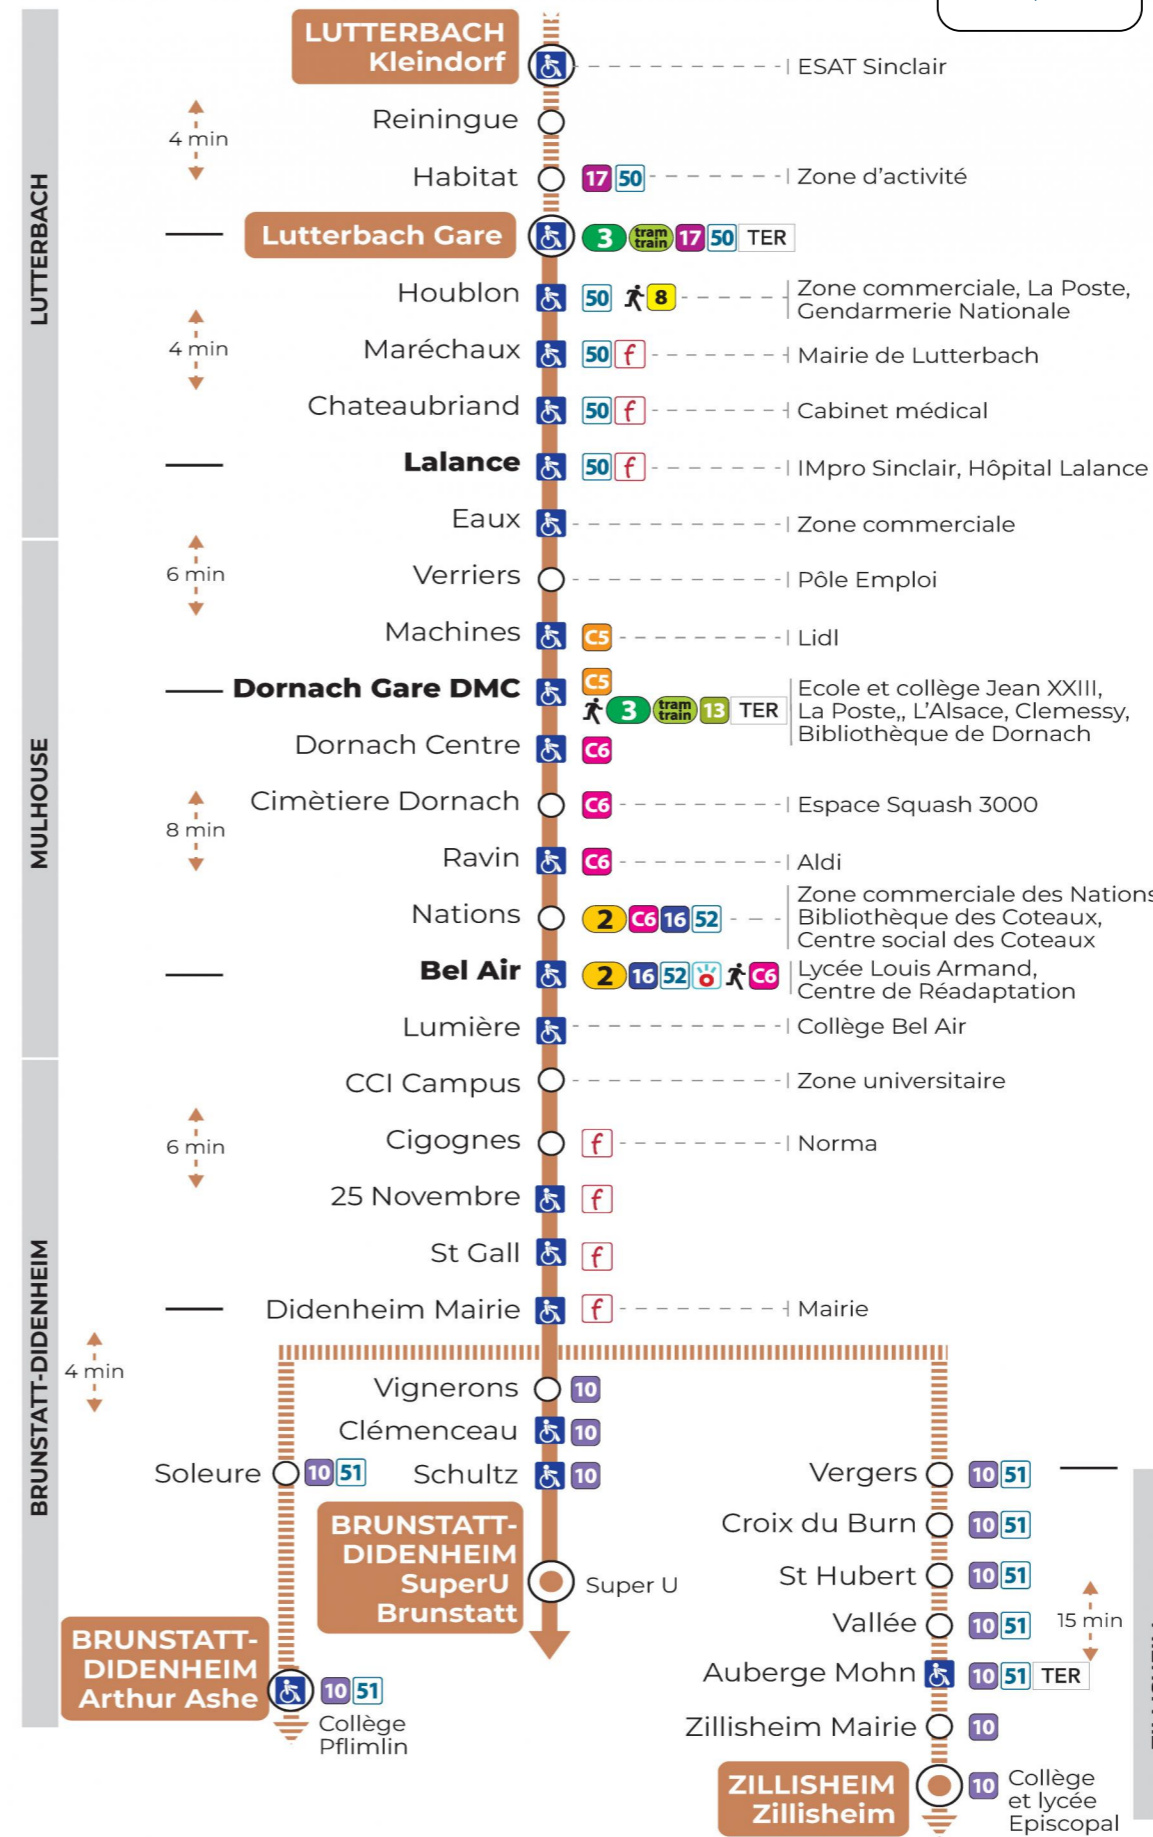 LUTTERBACH
Kleindorf
ESAT Sinclair
Reiningue
4 min
Habitat
17 50
Zone d'activité
LUTTERBACH
Lutterbach Gare
3 tram train 17 50 TER
Houblon
50 8
Zone commerciale, La Poste,
Gendarmerie Nationale
4 min
Maréchaux
50 f
Mairie de Lutterbach
Chateaubriand
50 f
Cabinet médical
Lalance
50 f
IMpro Sinclair, Hôpital Lalance
Eaux
Zone commerciale
6 min
Verriers
Pôle Emploi
Machines
C5
Lidl
Dornach Gare DMC
C5
3 tram train 13 TER
Ecole et collège Jean XXIII,
La Poste,, L'Alsace, Clemessy,
Bibliothèque de Dornach
Dornach Centre
C6
MULHOUSE
Cimètiere Dornach
C6
Espace Squash 3000
8 min
Ravin
C6
Aldi
Nations
2 C6 16 52
Zone commerciale des Nations
Bibliothèque des Coteaux,
Centre social des Coteaux
Bel Air
2 16 52 C6
Lycée Louis Armand,
Centre de Réadaptation
Lumière
Collège Bel Air
CCI Campus
Zone universitaire
6 min
Cigognes
f
Norma
25 Novembre
f
St Gall
f
Didenheim Mairie
f
Mairie
BRUNSTATT-DIDENHEIM
4 min
Vignerons
10
Clémenceau
10
Soleure
10 51
Schultz
10
BRUNSTATT-
DIDENHEIM
SuperU
Brunstatt
Super U
BRUNSTATT-
DIDENHEIM
Arthur Ashe
10 51
Collège
Pflimlin
Vergers
10 51
Croix du Burn
10 51
St Hubert
10 51
Vallée
10 51
15 min
Auberge Mohn
10 51 TER
Zillisheim Mairie
10
ZILLISHEIM
Zillisheim
10
Collège
et lycée
Episcopal